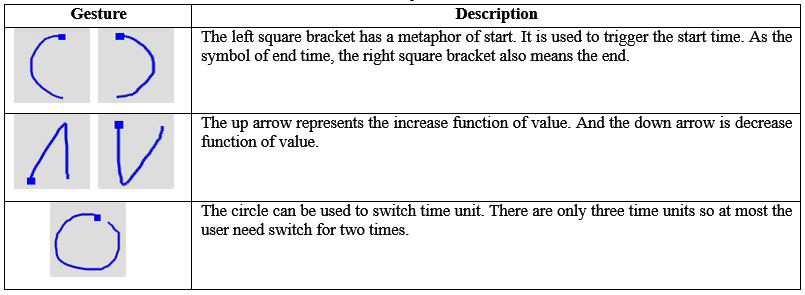 Gesture Description
The left square bracket has a metaphor of start. It is used to trigger the start time. As the
symbol of end time, the right square bracket also means the end.
The up arrow represents the increase function of value. And the down arrow is decrease
function of value.
The circle can be used to switch time unit. There are only three time units so at most the
user need switch for two times.